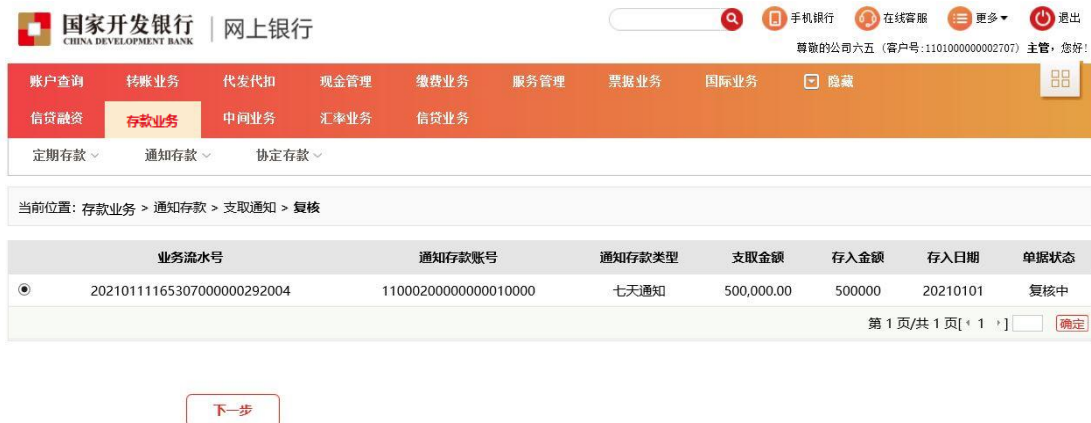 国家开发银行 网上银行 手机银行 在线客服 更多 退出
CHINA DEVELOPMENT BANK
尊敬的公司六五（客户号:1101000000002707）主管，您好!
账户查询 转账业务 代发代扣 现金管理 缴费业务 服务管理 票据业务 国际业务 隐藏
信贷融资 存款业务 中间业务 汇率业务 信贷业务
定期存款 通知存款 协定存款
当前位置: 存款业务 > 通知存款 > 支取通知 > 复核
业务流水号 通知存款账号 通知存款类型 支取金额 存入金额 存入日期 单据状态
20210111165307000000292004 11000200000000010000 七天通知 500,000.00 500000 20210101 复核中
第 1 页/共 1 页[ 1 ] 确定
下一步